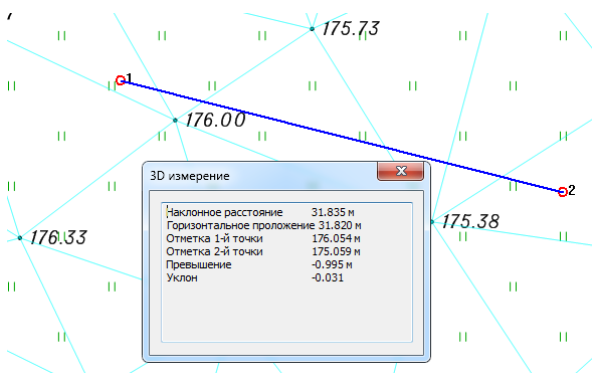 175.73
1
176.00
3D измерение
Наклонное расстояние 31.835 м
Горизонтальное проложение 31.820 м
Отметка 1-й точки 176.054 м
Отметка 2-й точки 175.059 м
Превышение -0.995 м
Уклон -0.031
2
175.38
176.33